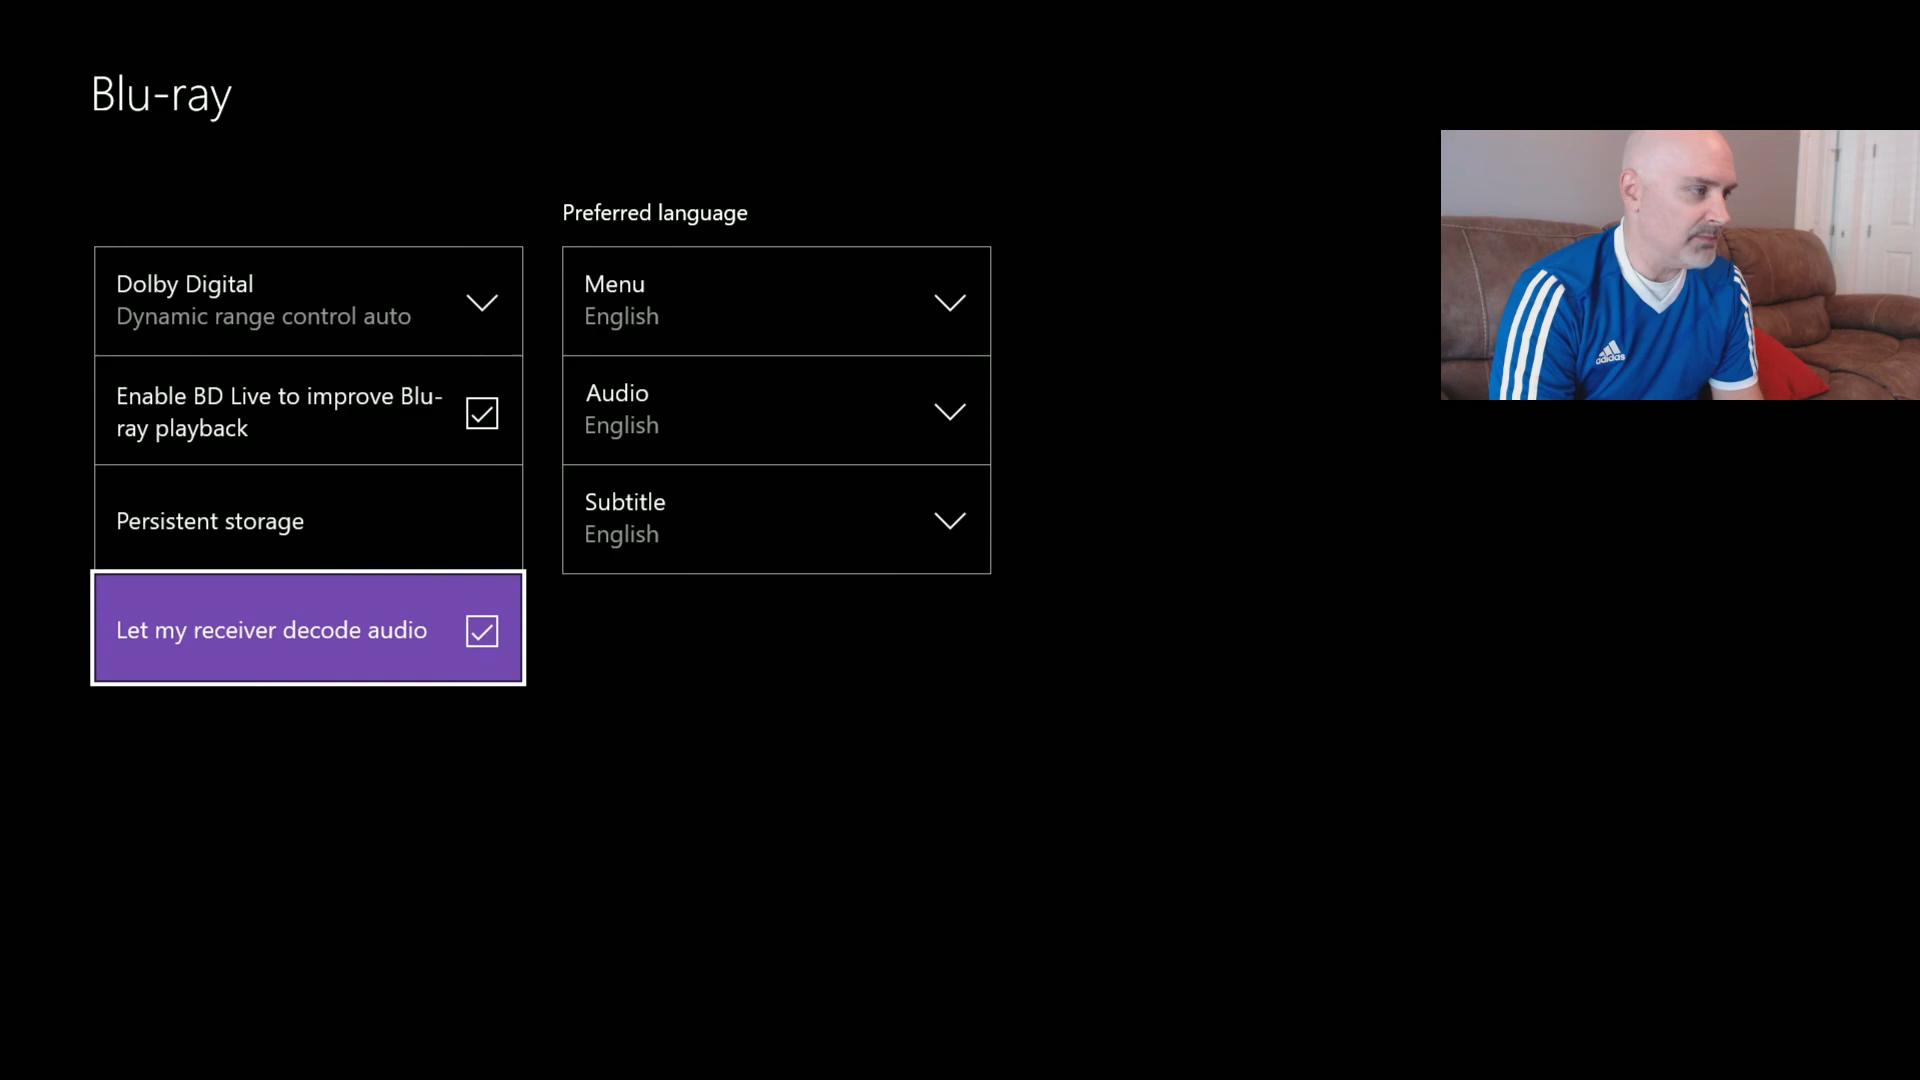 Blu-ray
Dolby Digital
Dynamic range control auto
Enable BD Live to improve Blu-
ray playback
Persistent storage
Let my receiver decode audio
Preferred language
Menu
English
Audio
English
Subtitle
English
adidas